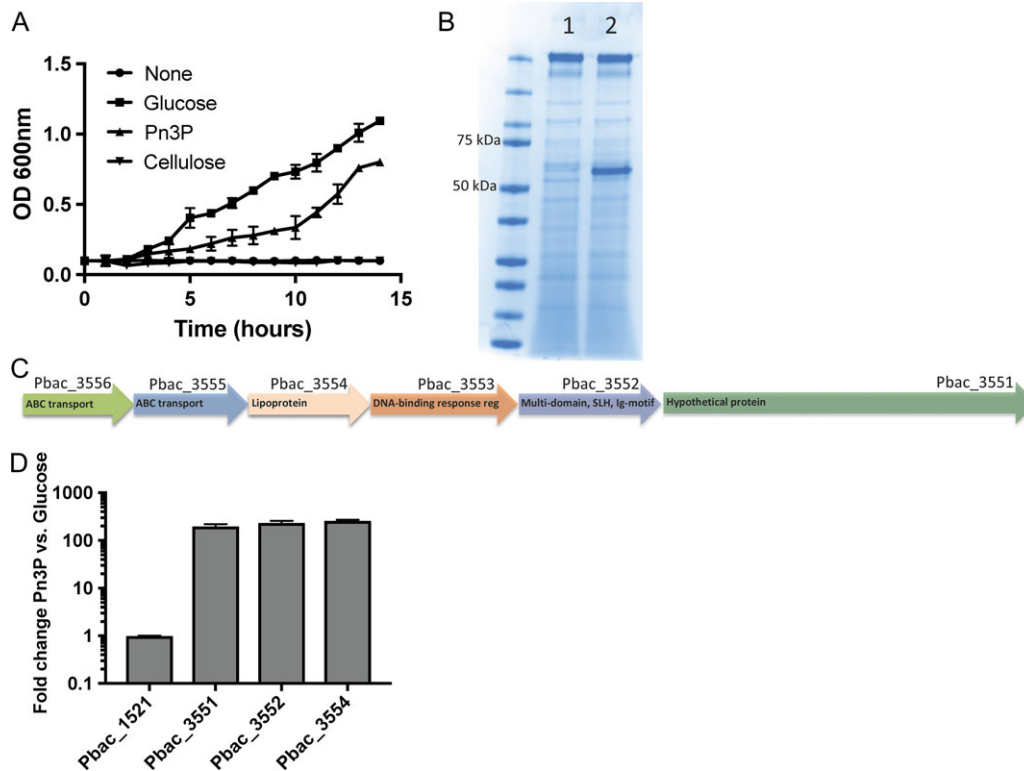 A
1.5
1.0
0.5
0.0
OD 600nm
None
Glucose
Pn3P
Cellulose
0
5
10
15
Time (hours)
B
1
2
75 kDa
50 kDa
C
Pbac_3556
Pbac_3555
Pbac_3554
Pbac_3553
Pbac_3552
Pbac_3551
ABC transport
ABC transport
Lipoprotein
DNA-binding response reg
Multi-domain, SLH, Ig-motif
Hypothetical protein
D
Fold change Pn3P vs. Glucose
1000
100
10
1
0.1
Pbac_1521
Pbac_3551
Pbac_3552
Pbac_3554